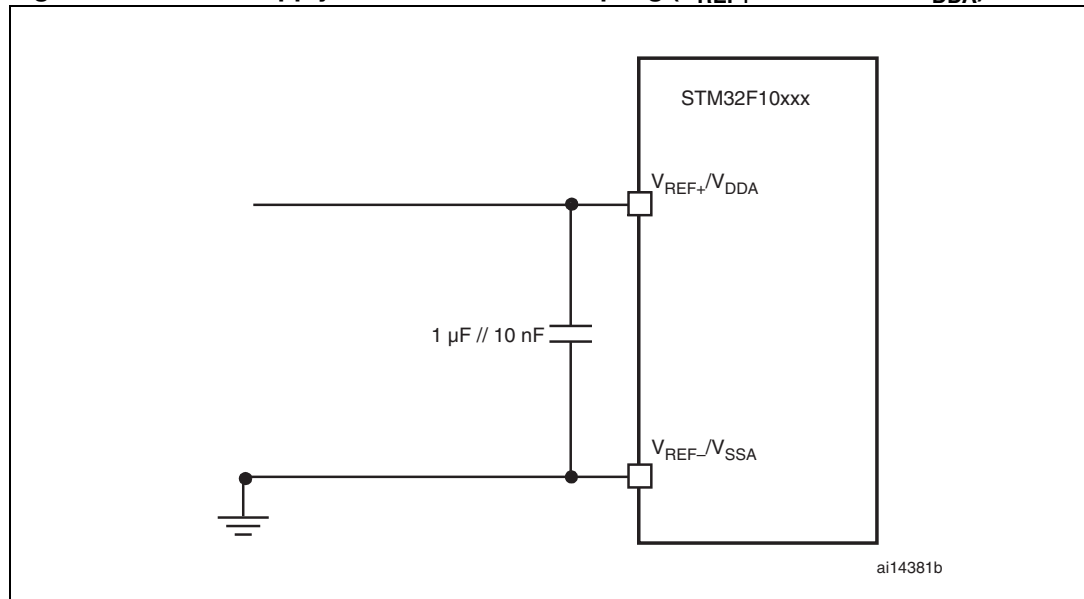 STM32F10xxx
VREF+/VDDA
1 µF // 10 nF
VREF–/VSSA
ai14381b